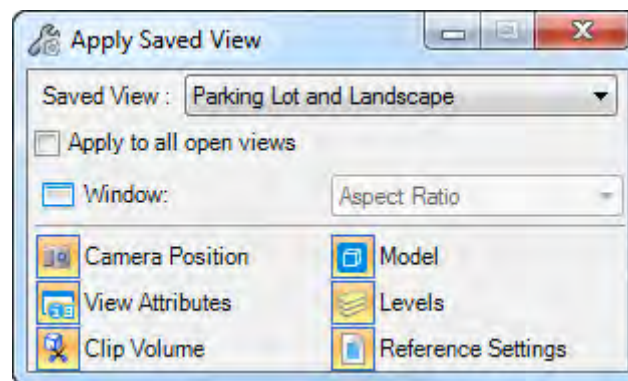 Apply Saved View
Saved View : Parking Lot and Landscape
Apply to all open views
Window: Aspect Ratio
Camera Position Model
View Attributes Levels
Clip Volume Reference Settings